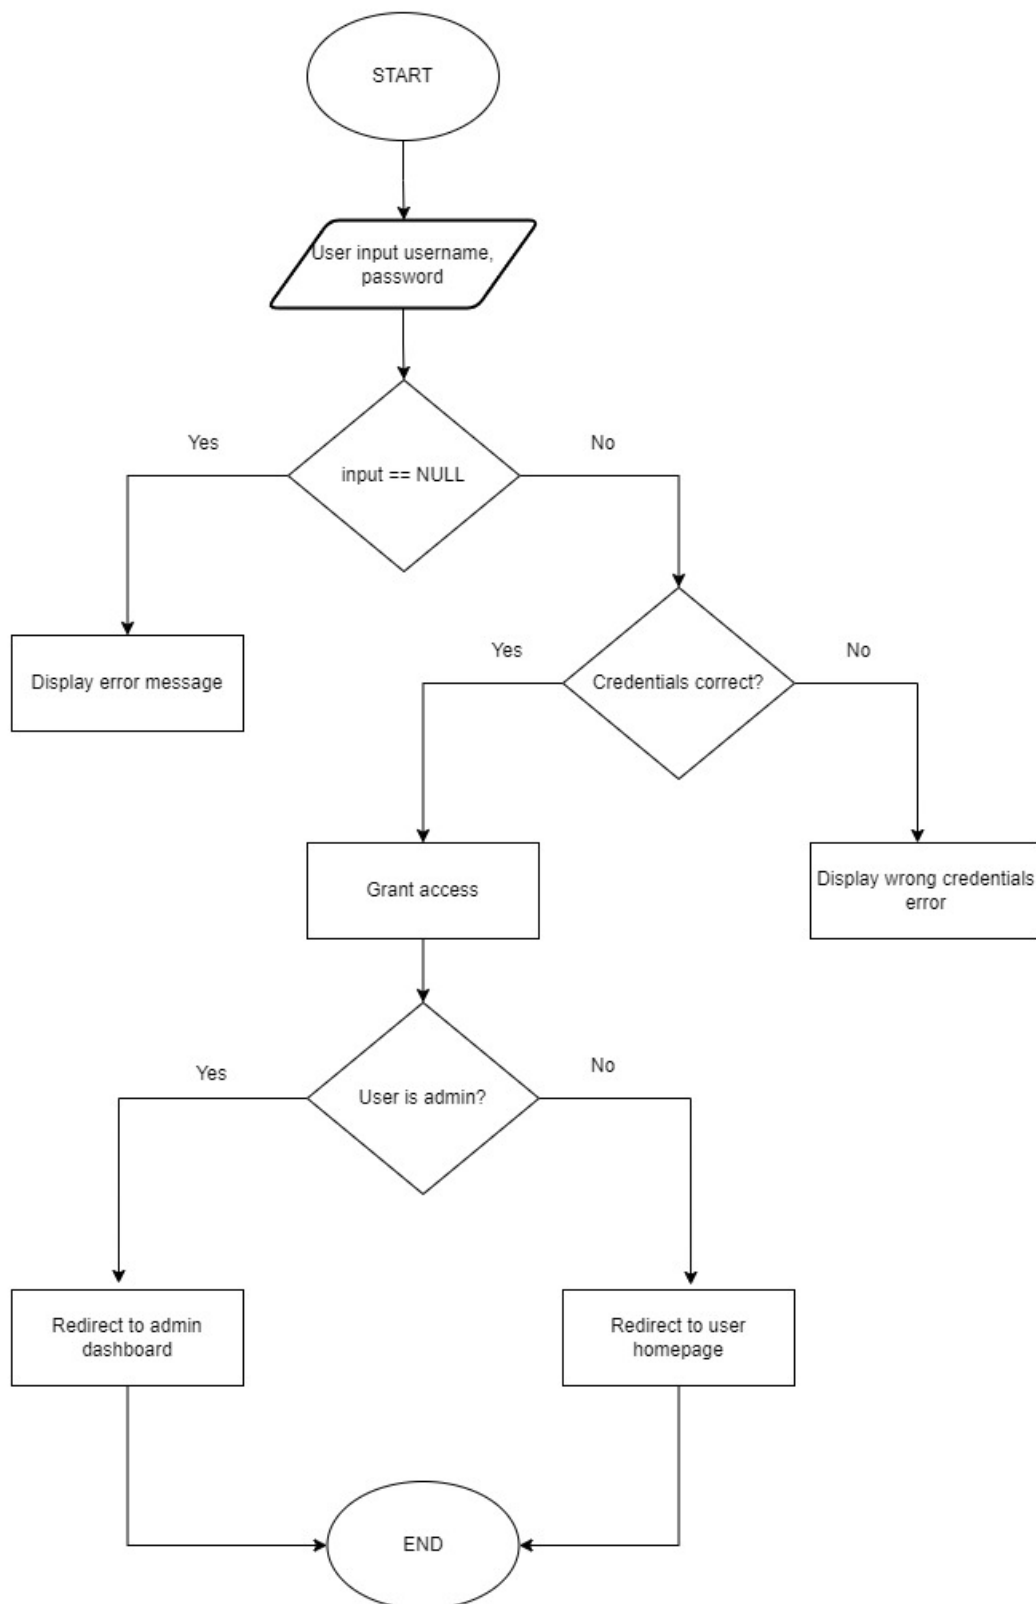 START
User input username,
password
Yes
No
input == NULL
Yes
No
Display error message
Credentials correct?
Grant access
Display wrong credentials
error
Yes
No
User is admin?
Redirect to admin
dashboard
Redirect to user
homepage
END